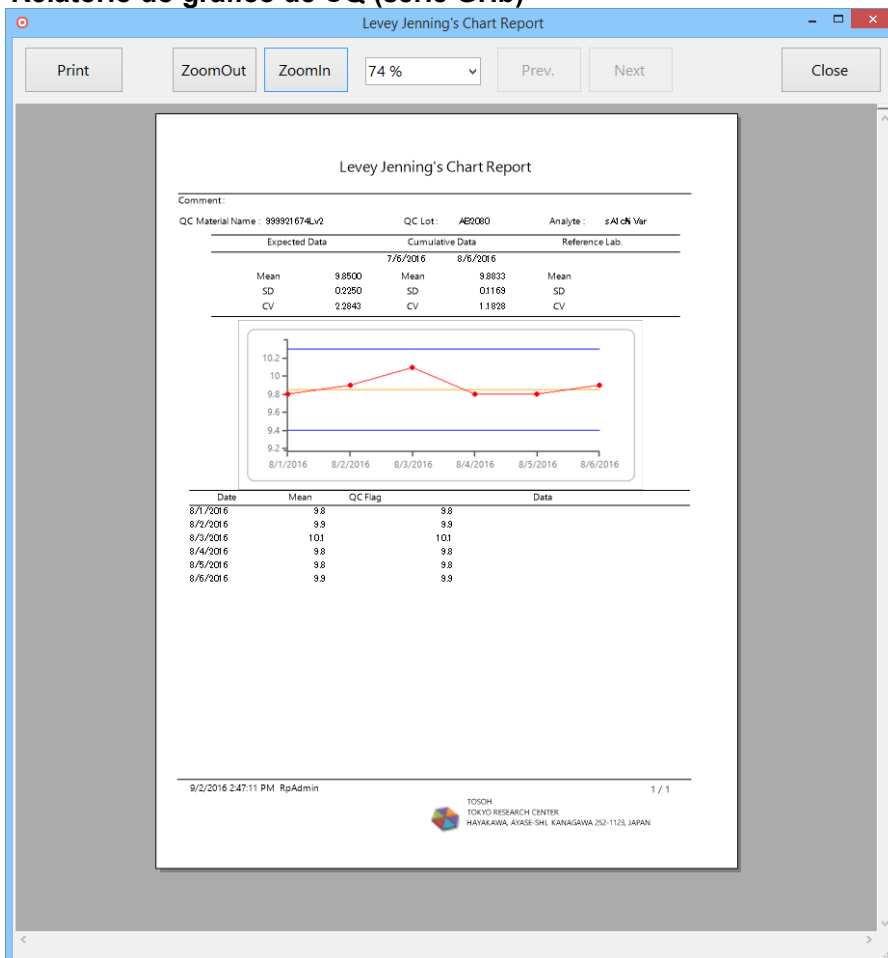 Relatório do gráfico de CQ (série GHb)
Levey Jenning's Chart Report
Print ZoomOut ZoomIn 74 % Prev. Next Close
Levey Jenning's Chart Report
Comment :
QC Material Name : 999921674Lv2 QC Lot : AB2080 Analyte : sA1c% Var
Expected Data Cumulative Data Reference Lab.
7/6/2016 8/6/2016
Mean 9.8500 Mean 9.8833 Mean
SD 0.2250 SD 0.1169 SD
CV 2.2843 CV 1.1828 CV
10.2
10
9.8
9.6
9.4
9.2
8/1/2016 8/2/2016 8/3/2016 8/4/2016 8/5/2016 8/6/2016
Date Mean QC Flag Data
8/1/2016 9.8 9.8
8/2/2016 9.9 9.9
8/3/2016 10.1 10.1
8/4/2016 9.8 9.8
8/5/2016 9.8 9.8
8/6/2016 9.9 9.9
9/2/2016 2:47:11 PM RpAdmin 1 / 1
TOSOH
TOKYO RESEARCH CENTER
HAYAKAWA, AYASE-SHI, KANAGAWA 252-1123, JAPAN